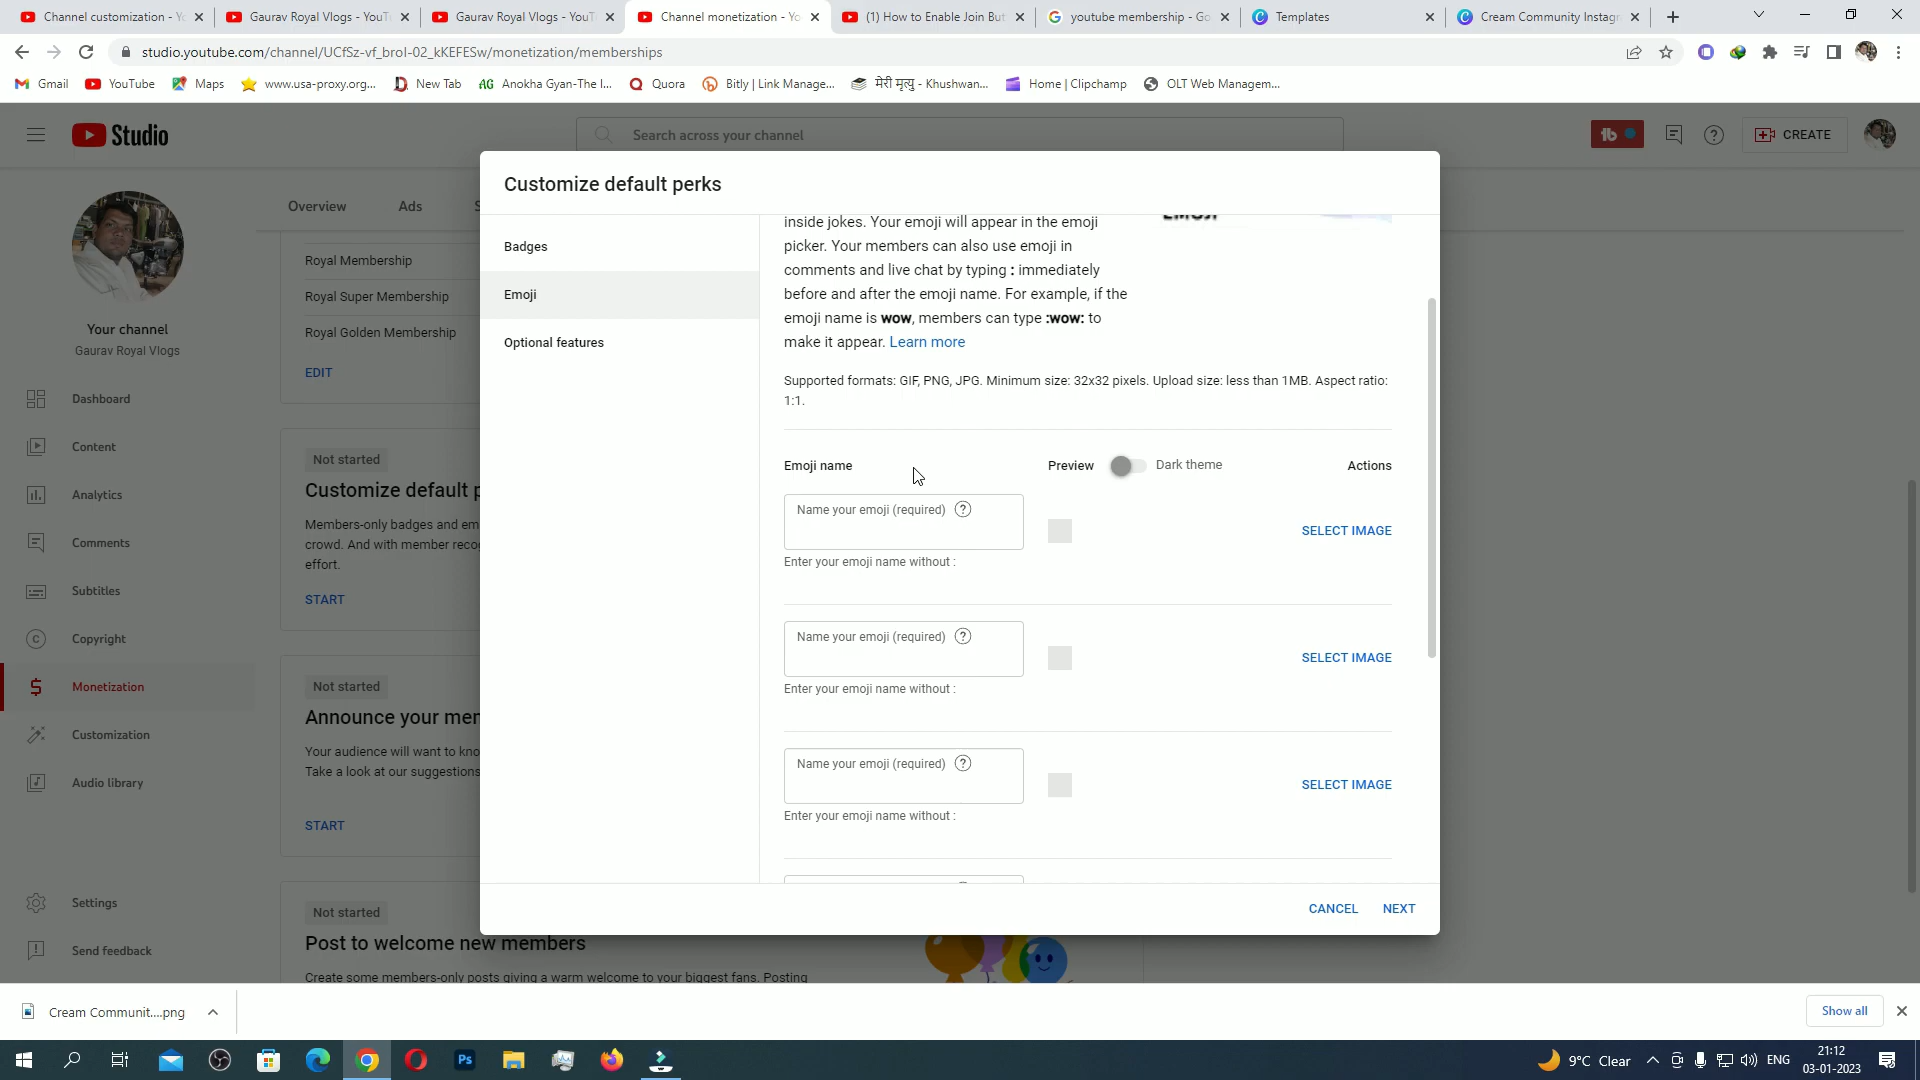 Channel customization - Yo
Gaurav Royal Vlogs - YouT
Gaurav Royal Vlogs - YouT
Channel monetization - Yo
(1) How to Enable Join But
youtube membership - Go
Templates
Cream Community Instagr
studio.youtube.com/channel/UCfSz-vf_broI-02_kKEFESw/monetization/memberships
Gmail
YouTube
Maps
www.usa-proxy.org...
New Tab
AG Anokha Gyan-The I...
Quora
Bitly | Link Manage...
मेरी मृत्यु - Khushwan...
Home | Clipchamp
OLT Web Managem...
Studio
Search across your channel
CREATE
Your channel
Gaurav Royal Vlogs
Dashboard
Content
Analytics
Comments
Subtitles
Copyright
Monetization
Customization
Audio library
Settings
Send feedback
Overview
Ads
S
Royal Membership
Royal Super Membership
Royal Golden Membership
EDIT
Not started
Customize default p
Members-only badges and em
crowd. And with member recog
effort.
START
Not started
Announce your mem
Your audience will want to kno
Take a look at our suggestions
START
Not started
Post to welcome new members
Create some members-only posts giving a warm welcome to your biggest fans. Posting
Customize default perks
Badges
Emoji
Optional features
EMOJI
inside jokes. Your emoji will appear in the emoji
picker. Your members can also use emoji in
comments and live chat by typing : immediately
before and after the emoji name. For example, if the
emoji name is wow, members can type :wow: to
make it appear. Learn more
Supported formats: GIF, PNG, JPG. Minimum size: 32x32 pixels. Upload size: less than 1MB. Aspect ratio:
1:1.
Emoji name
Preview
Dark theme
Actions
Name your emoji (required) ?
SELECT IMAGE
Enter your emoji name without :
Name your emoji (required) ?
SELECT IMAGE
Enter your emoji name without :
Name your emoji (required) ?
SELECT IMAGE
Enter your emoji name without :
CANCEL
NEXT
Cream Communit....png
Show all
Ps
9°C Clear
ENG
21:12
03-01-2023